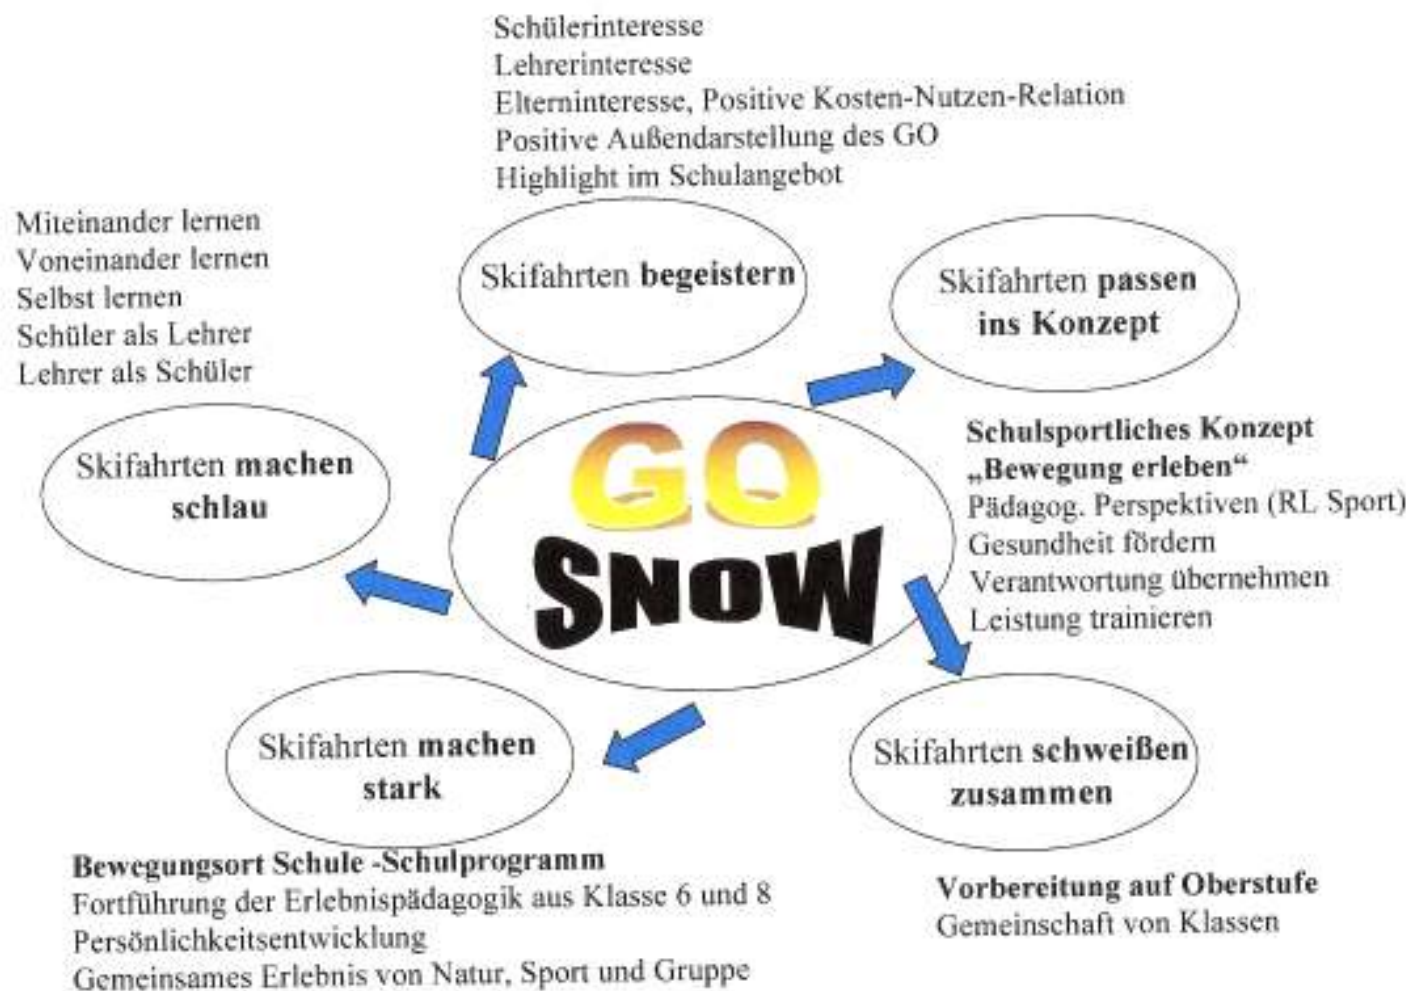 Schülerinteresse
Lehrerinteresse
Elterninteresse, Positive Kosten-Nutzen-Relation
Positive Außendarstellung des GO
Highlight im Schulangebot
Miteinander lernen
Voneinander lernen
Selbst lernen
Schüler als Lehrer
Lehrer als Schüler
Skifahrten begeistern
Skifahrten passen
ins Konzept
Skifahrten machen
schlau
GO
SNOW
Schulsportliches Konzept
„Bewegung erleben“
Pädagog. Perspektiven (RL Sport)
Gesundheit fördern
Verantwortung übernehmen
Leistung trainieren
Skifahrten machen
stark
Skifahrten schweißen
zusammen
Bewegungsort Schule -Schulprogramm
Fortführung der Erlebnispädagogik aus Klasse 6 und 8
Persönlichkeitsentwicklung
Gemeinsames Erlebnis von Natur, Sport und Gruppe
Vorbereitung auf Oberstufe
Gemeinschaft von Klassen